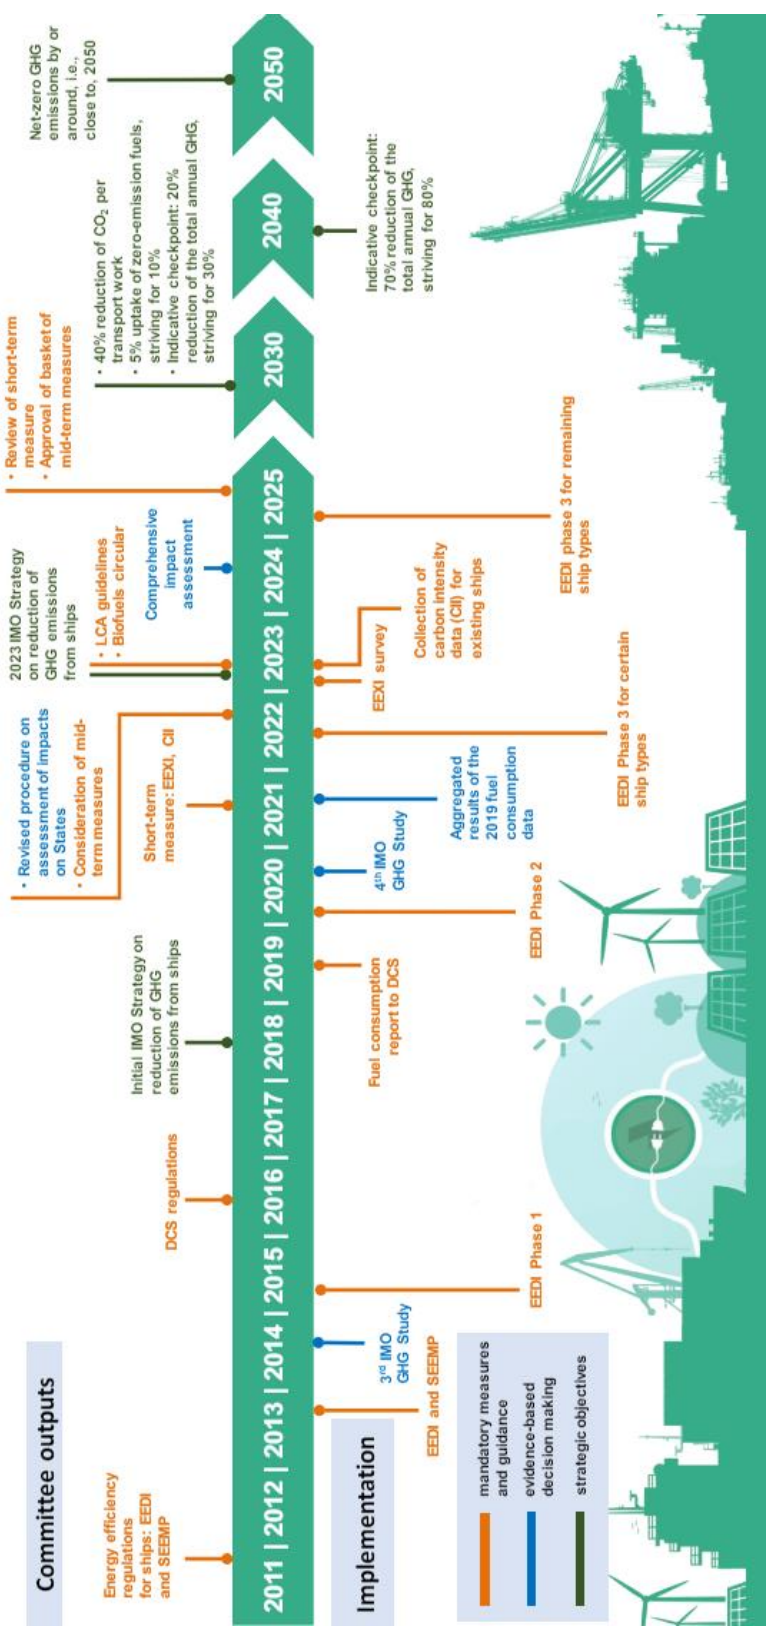 Committee outputs
Energy efficiency
regulations
for ships: EEDI
and SEEMP
DCS regulations
Initial IMO Strategy on
reduction of GHG
emissions from ships
• Revised procedure on
assessment of impacts
on States
• Consideration of mid-
term measures
Short-term
measure: EEXI, CII
2023 IMO Strategy
on reduction of
GHG emissions
from ships
• LCA guidelines
• Biofuels circular
Comprehensive
impact
assessment
• Review of short-term
measure
• Approval of basket of
mid-term measures
• 40% reduction of CO₂ per
transport work
• 5% uptake of zero-emission fuels,
striving for 10%
• Indicative checkpoint: 20%
reduction of the total annual GHG,
striving for 30%
Net-zero GHG
emissions by or
around, i.e.,
close to, 2050
2011 | 2012 | 2013 | 2014 | 2015 | 2016 | 2017 | 2018 | 2019 | 2020 | 2021 | 2022 | 2023 | 2024 | 2025
2030
2040
2050
Implementation
EEDI and SEEMP
3rd IMO
GHG Study
EEDI Phase 1
Fuel consumption
report to DCS
EEDI Phase 2
4th IMO
GHG Study
Aggregated
results of the
2019 fuel
consumption
data
EEDI Phase 3 for certain
ship types
EEXI survey
Collection of
carbon intensity
data (CII) for
existing ships
EEDI phase 3 for remaining
ship types
Indicative checkpoint:
70% reduction of the
total annual GHG,
striving for 80%
mandatory measures
and guidance
evidence-based
decision making
strategic objectives